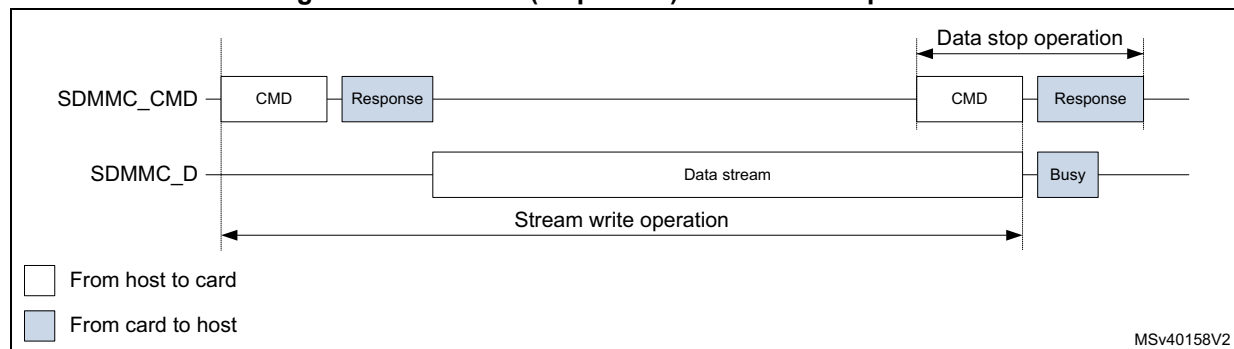 Data stop operation
SDMMC_CMD CMD Response CMD Response
SDMMC_D Data stream Busy
Stream write operation
From host to card
From card to host
MSv40158V2